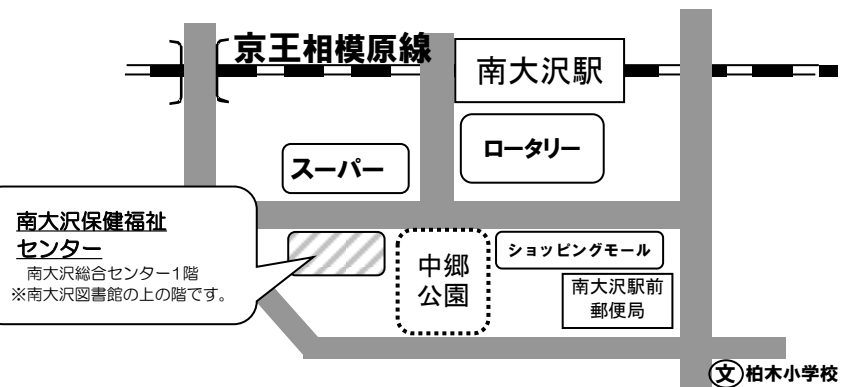 京王相模原線
南大沢駅
スーパー
ロータリー
南大沢保健福祉
センター
南大沢総合センター1階
※南大沢図書館の上の階です。
中郷
公園
ショッピングモール
南大沢駅前
郵便局
文 柏木小学校